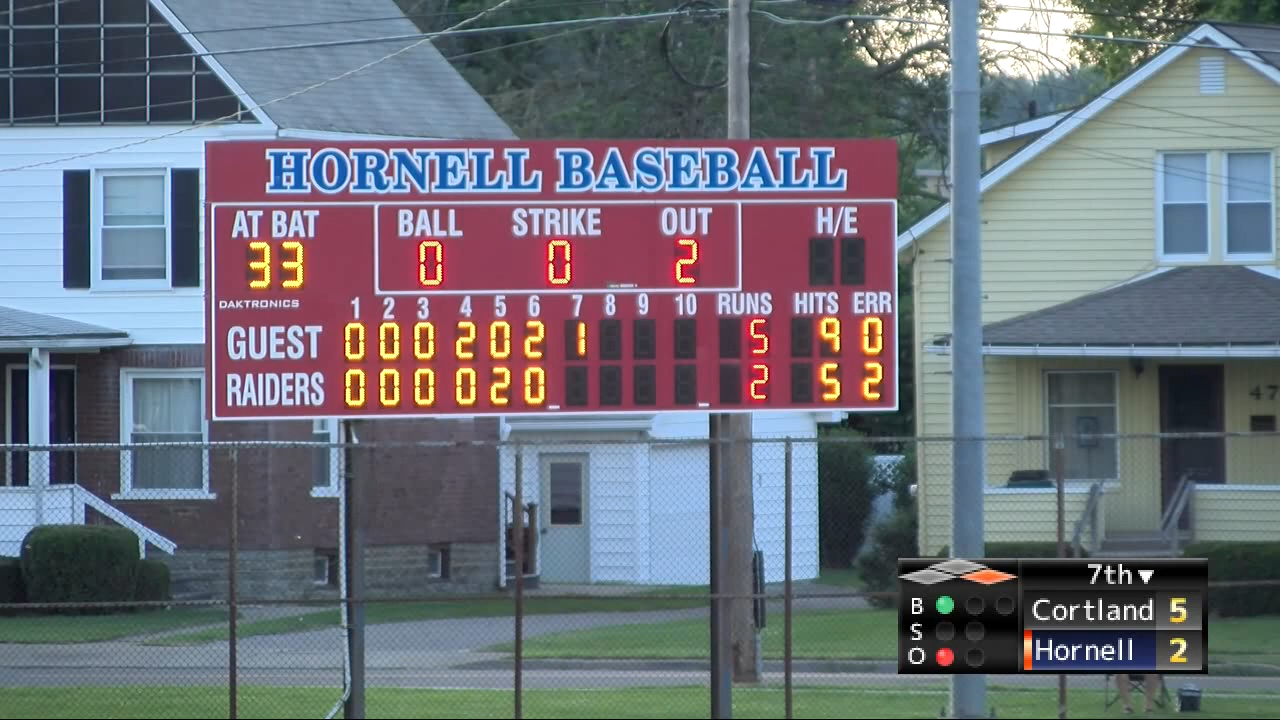 HORNELL BASEBALL
AT BAT BALL STRIKE OUT H/E
33 0 0 2
DAKTRONICS
1 2 3 4 5 6 7 8 9 10 RUNS HITS ERR
GUEST 0 0 0 2 0 2 1 5 9 0
RAIDERS 0 0 0 0 2 0 2 5 2
47
7th▼
B Cortland 5
S
O Hornell 2